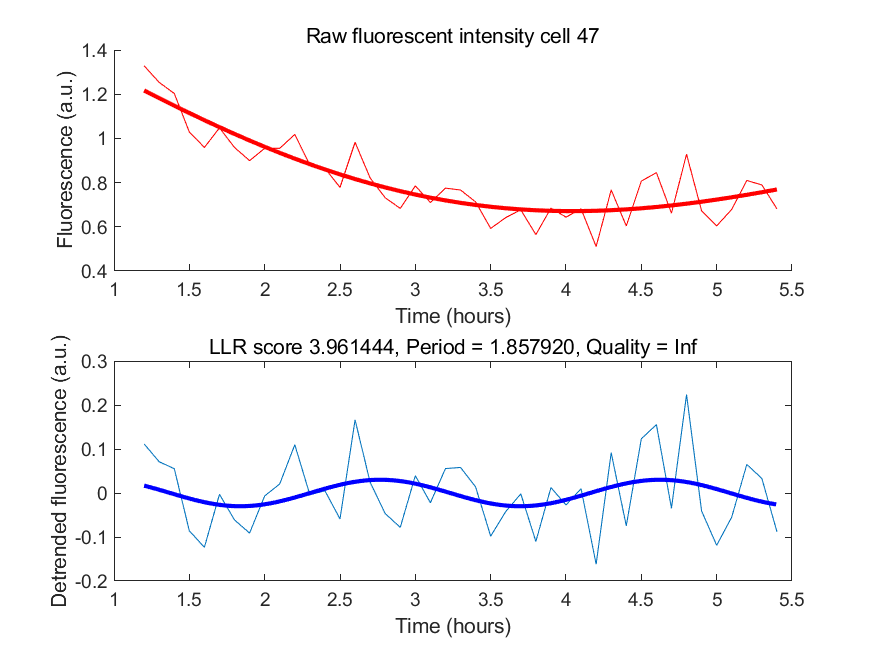 Raw fluorescent intensity cell 47
Fluorescence (a.u.)
1.4
1.2
1
0.8
0.6
0.4
1 1.5 2 2.5 3 3.5 4 4.5 5 5.5
Time (hours)
LLR score 3.961444, Period = 1.857920, Quality = Inf
Detrended fluorescence (a.u.)
0.3
0.2
0.1
0
-0.1
-0.2
1 1.5 2 2.5 3 3.5 4 4.5 5 5.5
Time (hours)